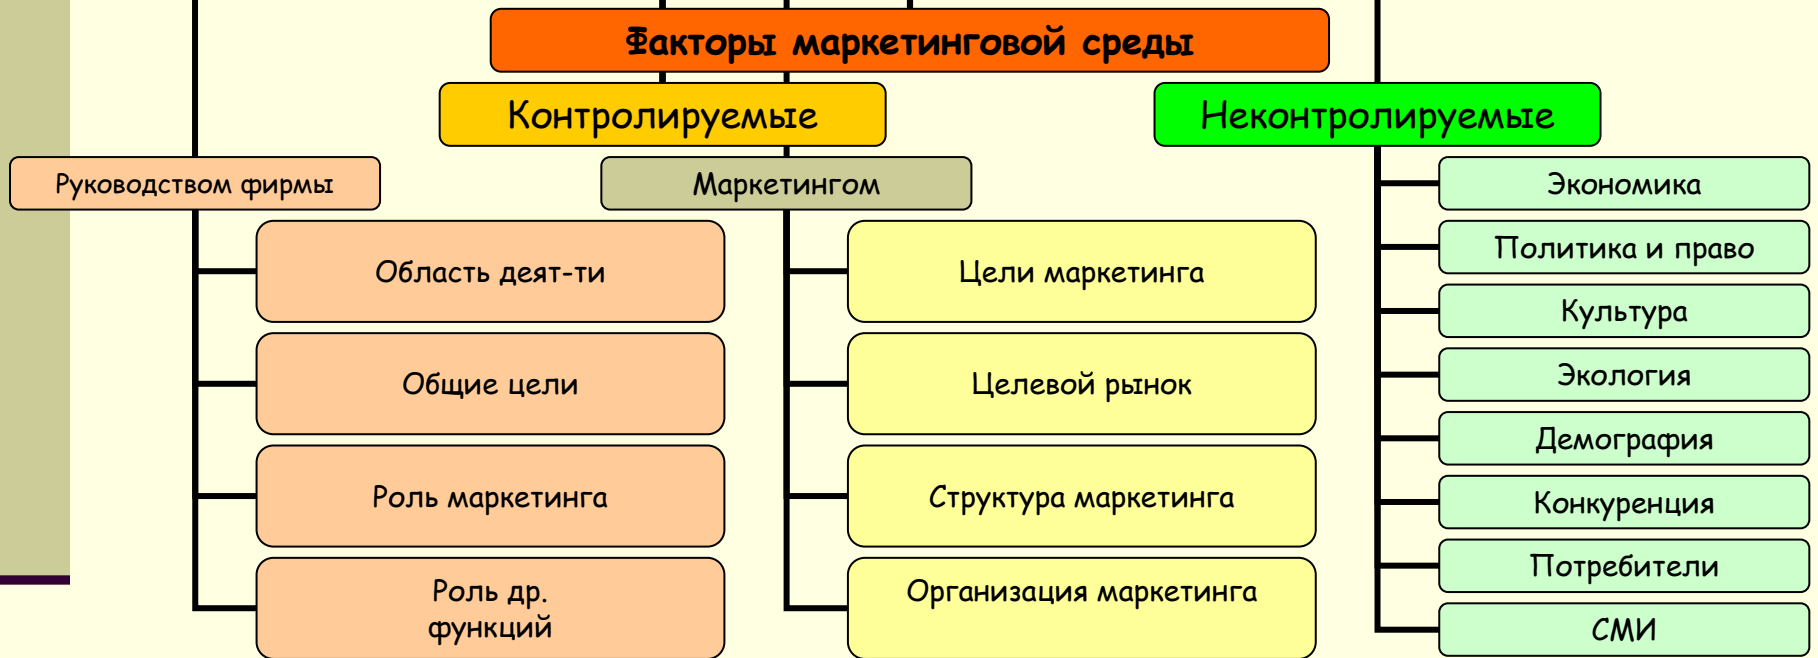 Факторы маркетинговой среды
Контролируемые
Неконтролируемые
Руководством фирмы
Маркетингом
Область деят-ти
Общие цели
Роль маркетинга
Роль др.
функций
Цели маркетинга
Целевой рынок
Структура маркетинга
Организация маркетинга
Экономика
Политика и право
Культура
Экология
Демография
Конкуренция
Потребители
СМИ